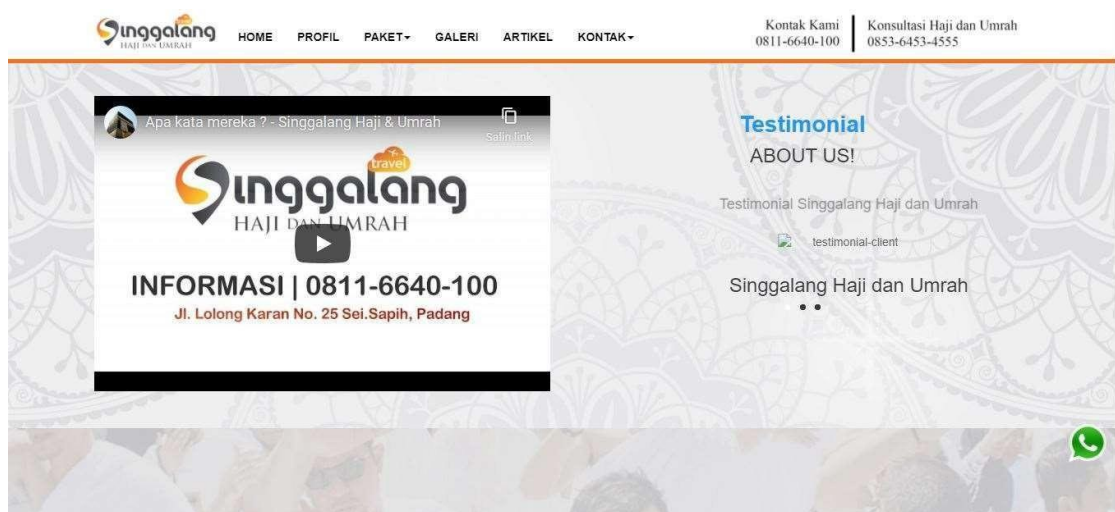 Singgalang
HAJI DAN UMRAH
HOME PROFIL PAKET GALERI ARTIKEL KONTAK
Kontak Kami
0811-6640-100
Konsultasi Haji dan Umrah
0853-6453-4555
Apa kata mereka ? - Singgalang Haji & Umrah
Salin link
travel
Singgalang
HAJI DAN UMRAH
INFORMASI | 0811-6640-100
Jl. Lolong Karan No. 25 Sei.Sapih, Padang
Testimonial
ABOUT US!
Testimonial Singgalang Haji dan Umrah
testimonial-client
Singgalang Haji dan Umrah